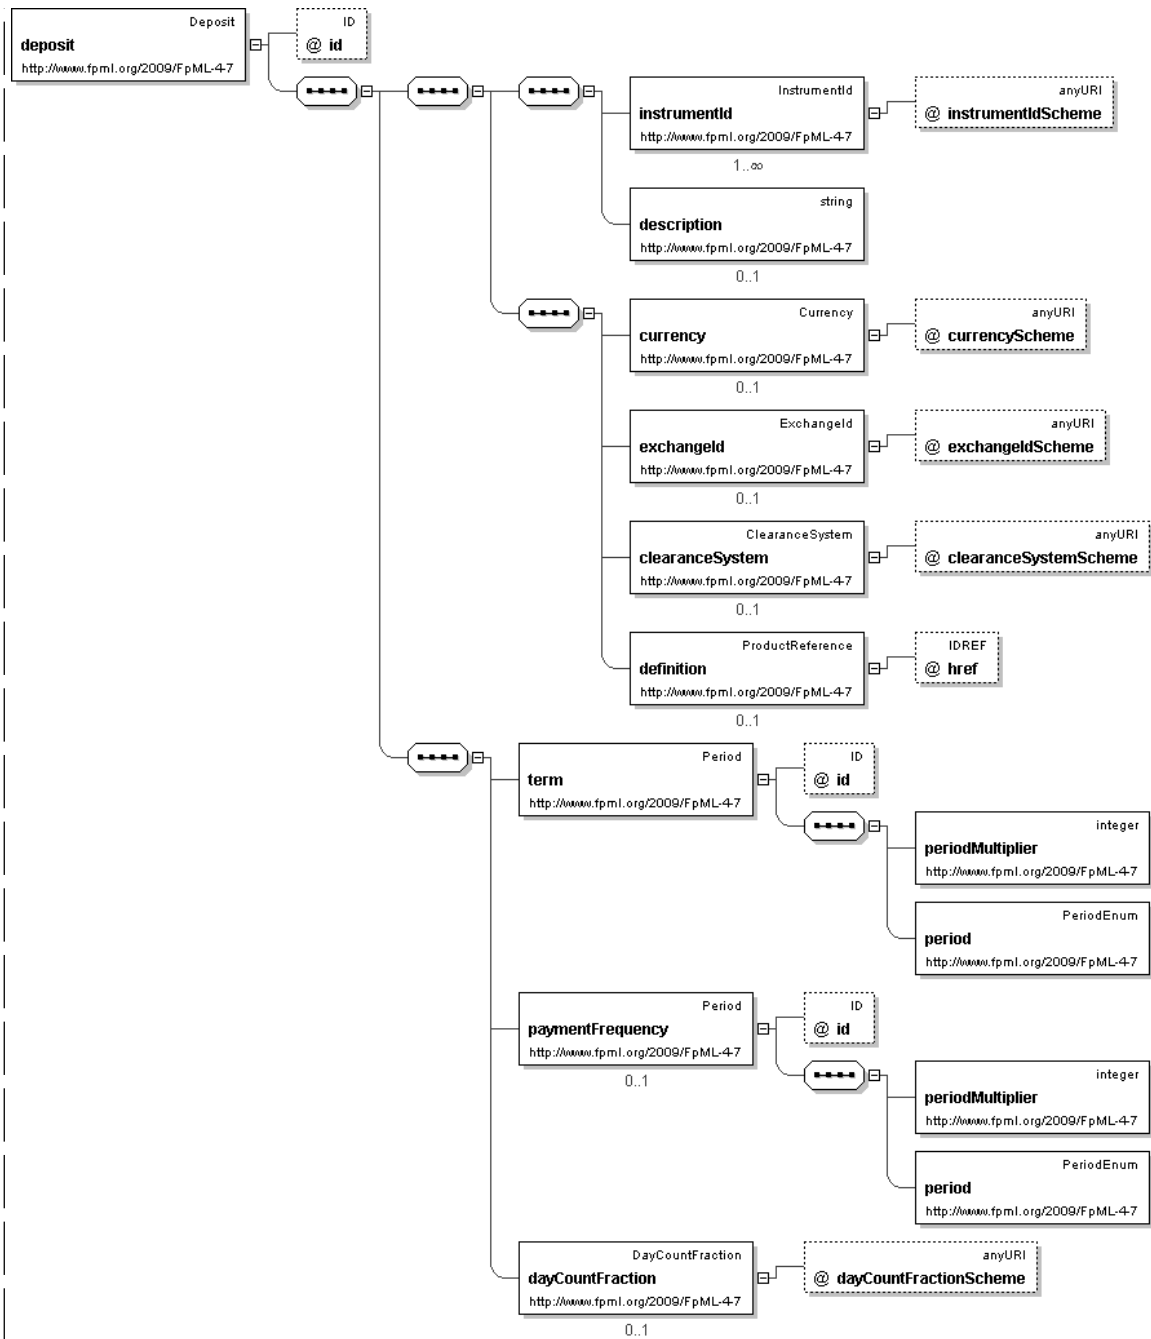 Deposit
deposit
http://www.fpml.org/2009/FpML-4-7
ID
@ id
InstrumentId
instrumentId
http://www.fpml.org/2009/FpML-4-7
1..∞
anyURI
@ instrumentIdScheme
string
description
http://www.fpml.org/2009/FpML-4-7
0..1
Currency
currency
http://www.fpml.org/2009/FpML-4-7
0..1
anyURI
@ currencyScheme
ExchangeId
exchangeId
http://www.fpml.org/2009/FpML-4-7
0..1
anyURI
@ exchangeIdScheme
ClearanceSystem
clearanceSystem
http://www.fpml.org/2009/FpML-4-7
0..1
anyURI
@ clearanceSystemScheme
ProductReference
definition
http://www.fpml.org/2009/FpML-4-7
0..1
IDREF
@ href
Period
term
http://www.fpml.org/2009/FpML-4-7
ID
@ id
integer
periodMultiplier
http://www.fpml.org/2009/FpML-4-7
PeriodEnum
period
http://www.fpml.org/2009/FpML-4-7
Period
paymentFrequency
http://www.fpml.org/2009/FpML-4-7
0..1
ID
@ id
integer
periodMultiplier
http://www.fpml.org/2009/FpML-4-7
PeriodEnum
period
http://www.fpml.org/2009/FpML-4-7
DayCountFraction
dayCountFraction
http://www.fpml.org/2009/FpML-4-7
0..1
anyURI
@ dayCountFractionScheme